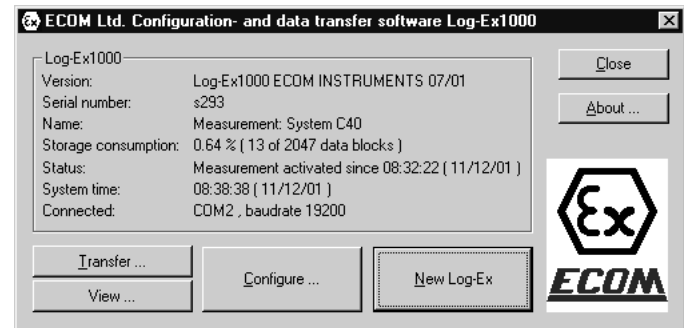 ECOM Ltd. Configuration- and data transfer software Log-Ex1000
Log-Ex1000
Version: Log-Ex1000 ECOM INSTRUMENTS 07/01
Serial number: s293
Name: Measurement: System C40
Storage consumption: 0.64 % ( 13 of 2047 data blocks )
Status: Measurement activated since 08:32:22 ( 11/12/01 )
System time: 08:38:38 ( 11/12/01 )
Connected: COM2 , baudrate 19200
Close
About ...
Transfer ...
View ...
Configure ...
New Log-Ex
Ex
ECOM